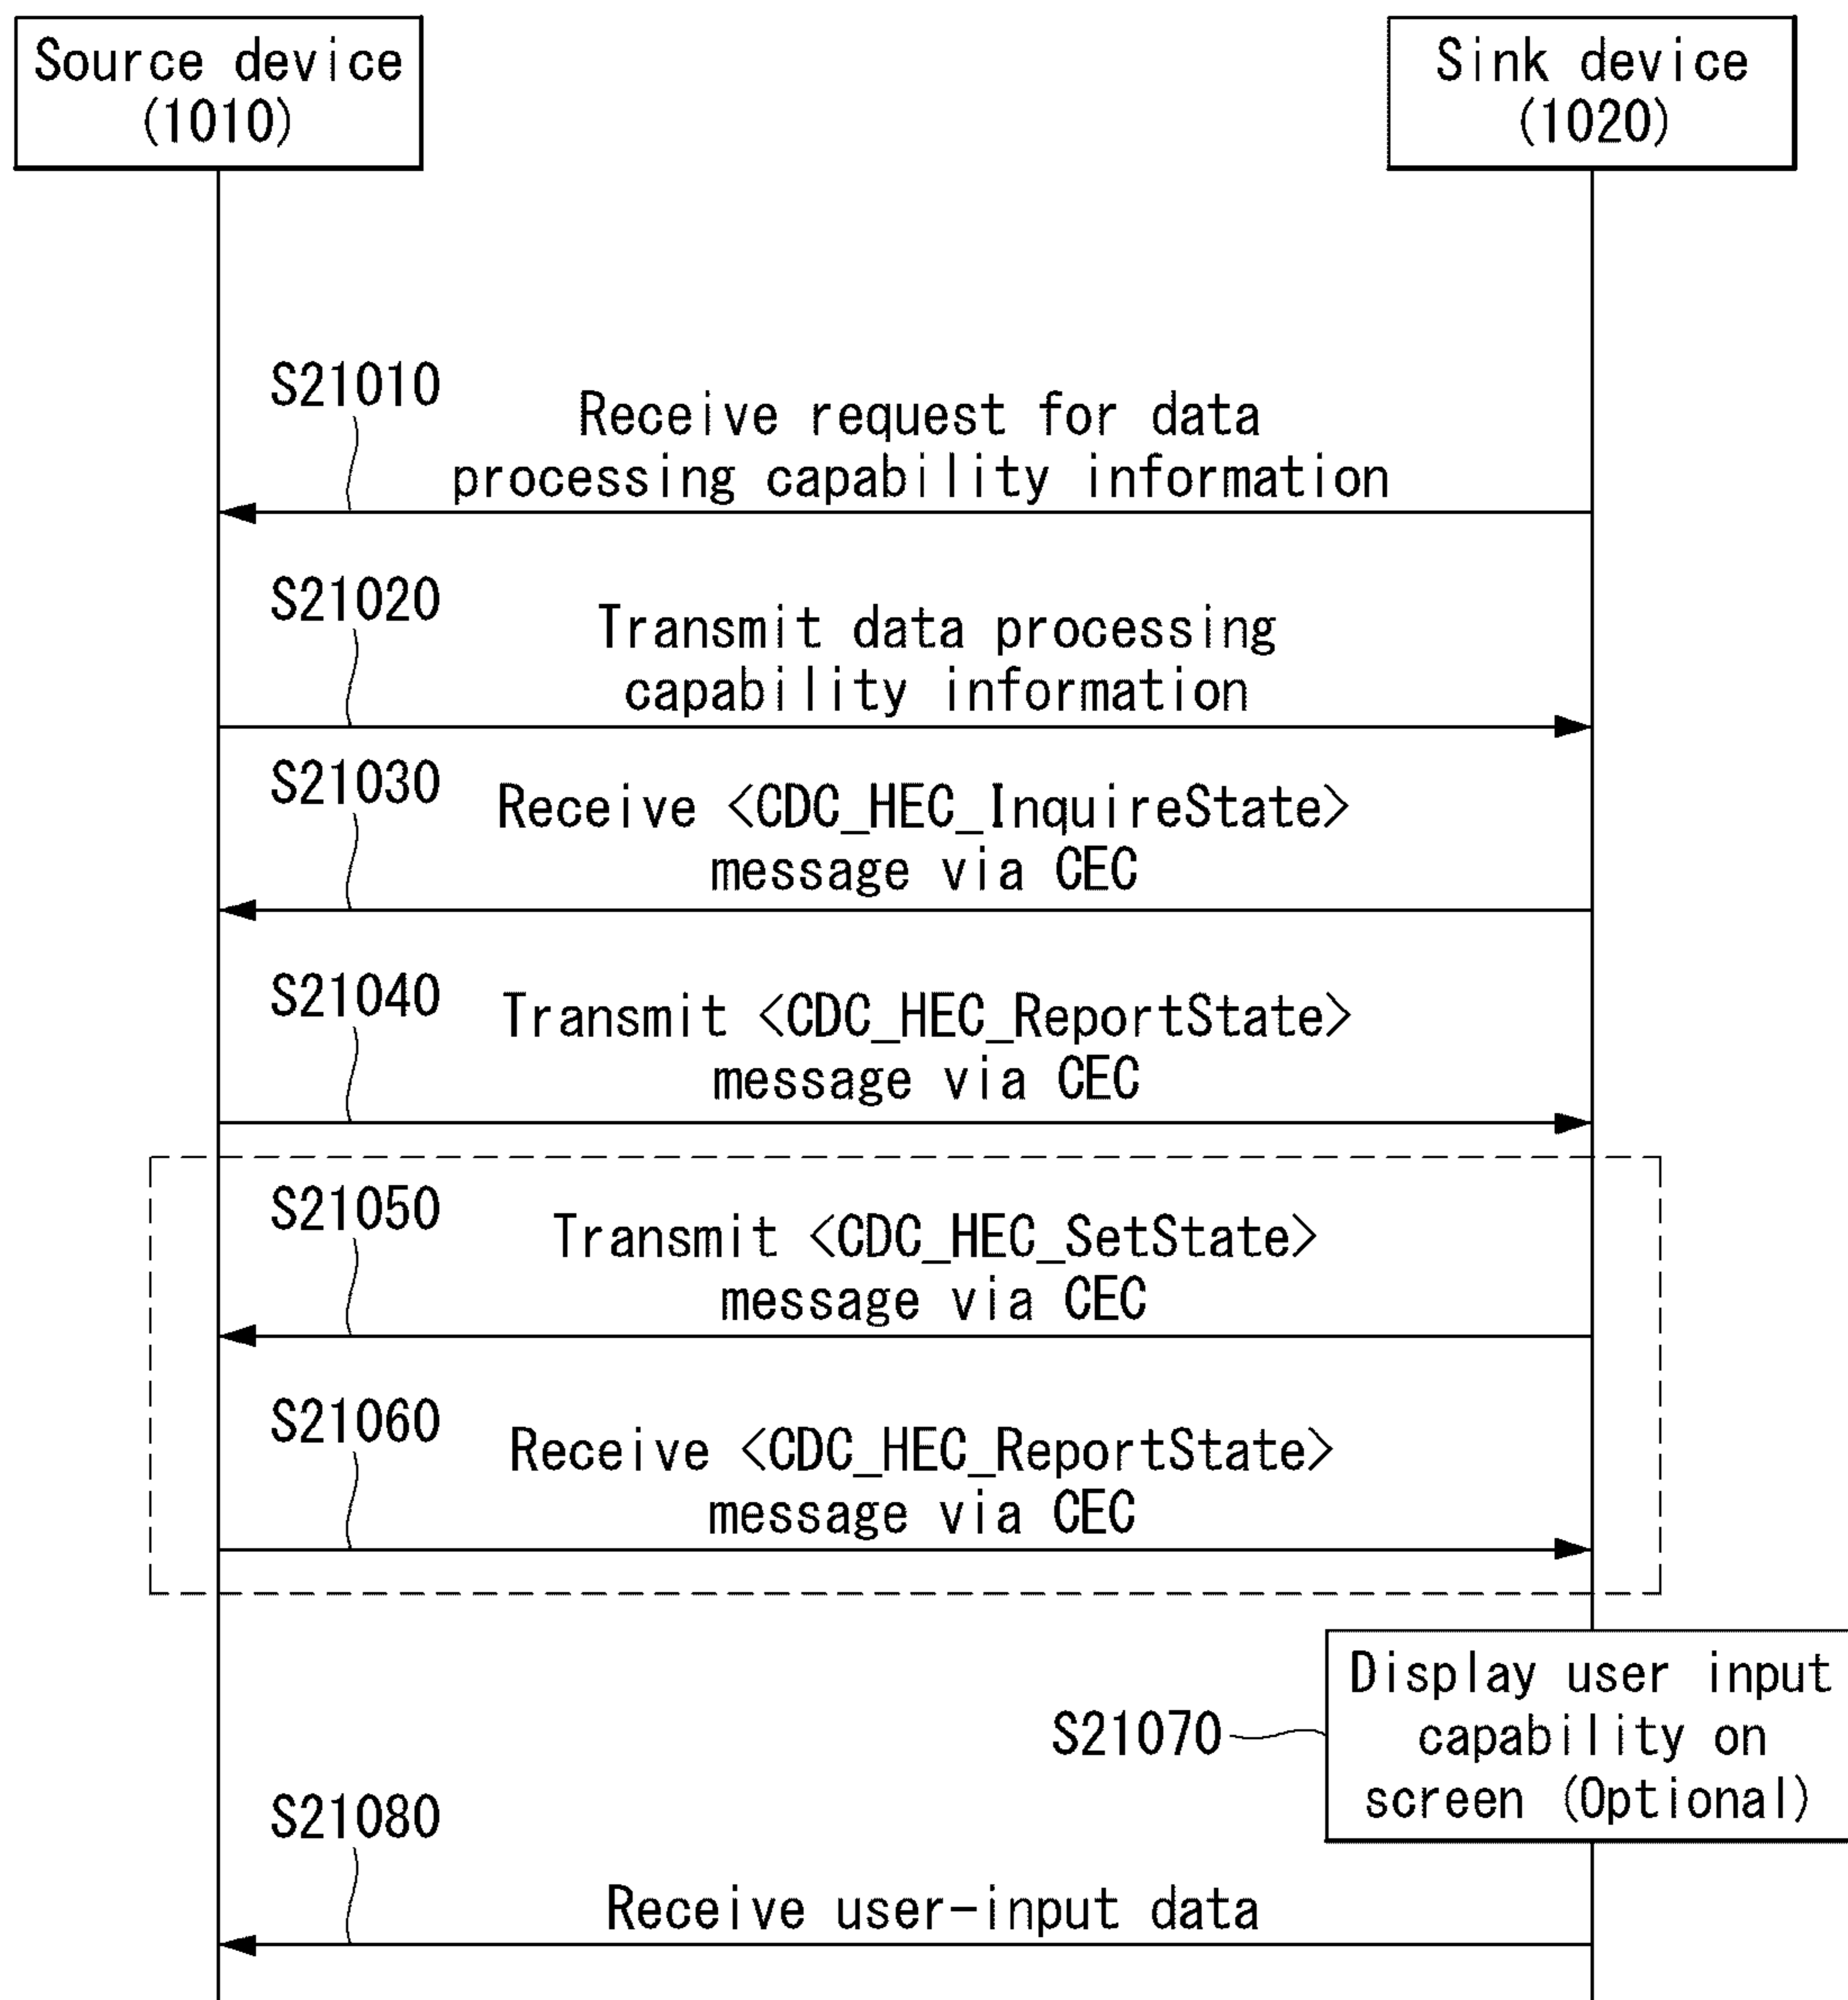 Source device
(1010)
Sink device
(1020)
S21010
Receive request for data
processing capability information
S21020
Transmit data processing
capability information
S21030
Receive <CDC_HEC_InquireState>
message via CEC
S21040
Transmit <CDC_HEC_ReportState>
message via CEC
S21050
Transmit <CDC_HEC_SetState>
message via CEC
S21060
Receive <CDC_HEC_ReportState>
message via CEC
S21070
Display user input
capability on
screen (Optional)
S21080
Receive user-input data